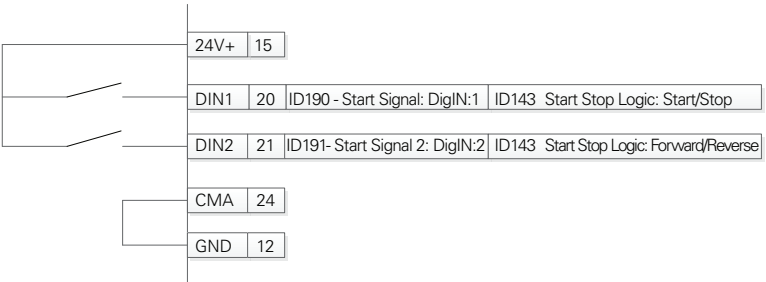 24V+ 15
DIN1 20 ID190 - Start Signal: DigIN:1 ID143 Start Stop Logic: Start/Stop
DIN2 21 ID191- Start Signal 2: DigIN:2 ID143 Start Stop Logic: Forward/Reverse
CMA 24
GND 12